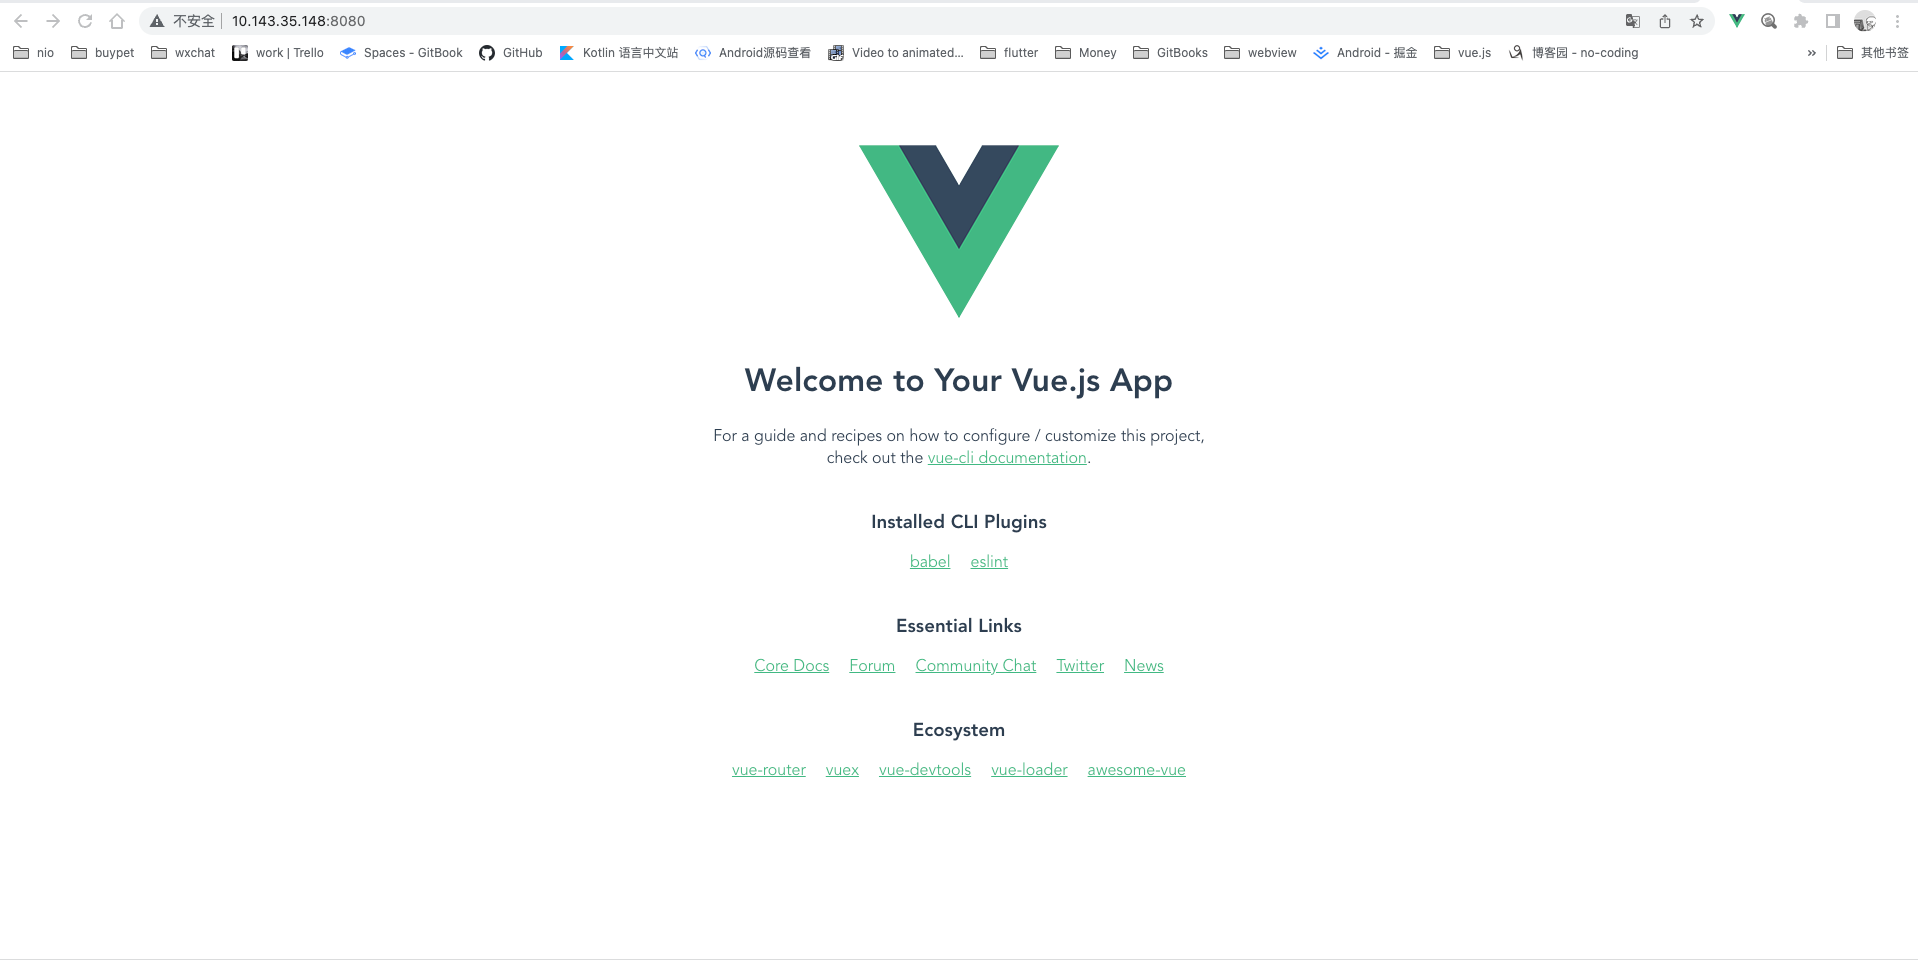 不安全 10.143.35.148:8080
nio buypet wxchat work | Trello Spaces - GitBook GitHub Kotlin 语言中文站 Android源码查看 Video to animated... flutter Money GitBooks webview Android - 掘金 vue.js 博客园 - no-coding » 其他书签
Welcome to Your Vue.js App
For a guide and recipes on how to configure / customize this project,
check out the vue-cli documentation.
Installed CLI Plugins
babel eslint
Essential Links
Core Docs Forum Community Chat Twitter News
Ecosystem
vue-router vuex vue-devtools vue-loader awesome-vue